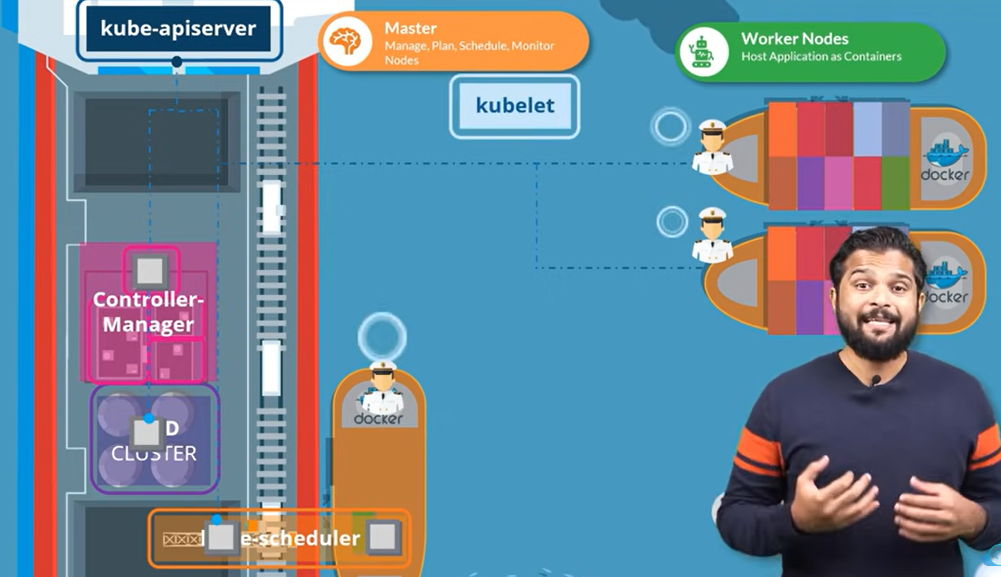 kube-apiserver
Master
Manage, Plan, Schedule, Monitor
Nodes
Worker Nodes
Host Application as Containers
kubelet
docker
docker
Controller-
Manager
docker
CLUSTER
e-scheduler